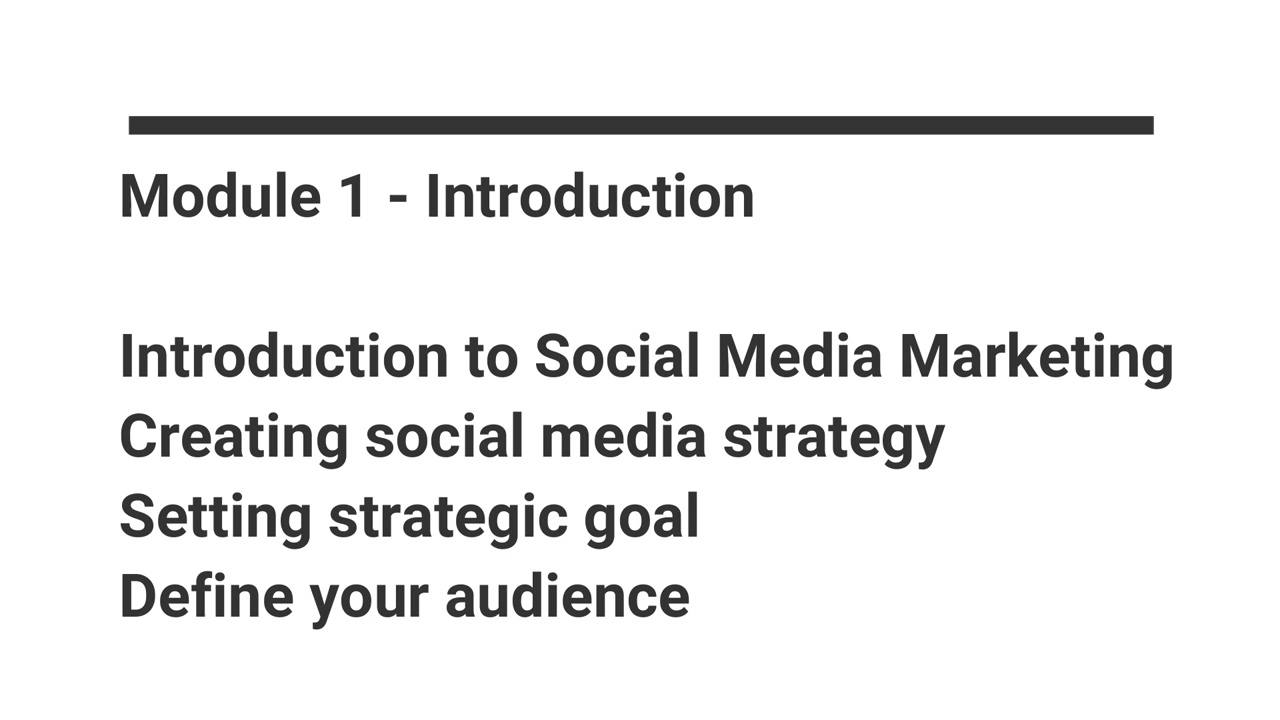 Module 1 - Introduction
Introduction to Social Media Marketing
Creating social media strategy
Setting strategic goal
Define your audience